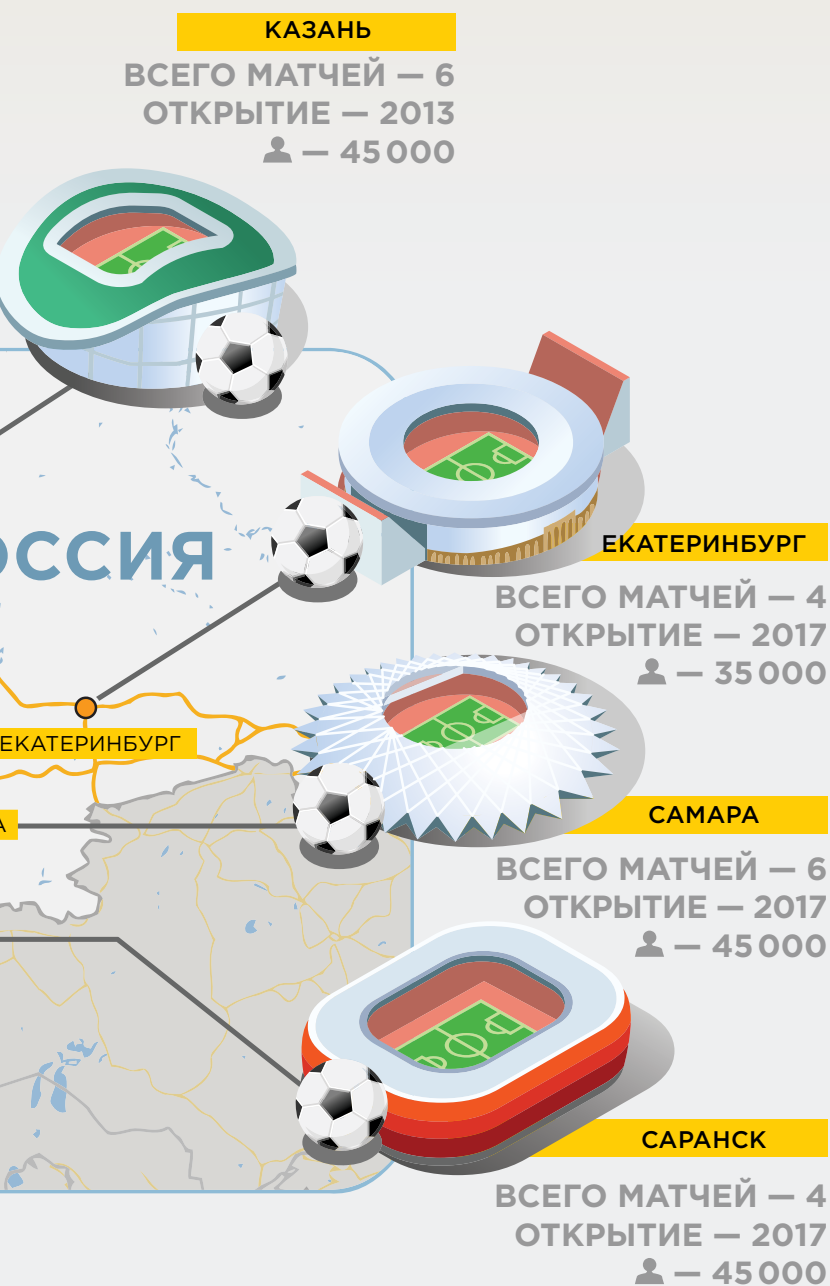 КАЗАНЬ
ВСЕГО МАТЧЕЙ — 6
ОТКРЫТИЕ — 2013
— 45 000
ОССИЯ
ЕКАТЕРИНБУРГ
ВСЕГО МАТЧЕЙ — 4
ОТКРЫТИЕ — 2017
— 35 000
ЕКАТЕРИНБУРГ
А
САМАРА
ВСЕГО МАТЧЕЙ — 6
ОТКРЫТИЕ — 2017
— 45 000
САРАНСК
ВСЕГО МАТЧЕЙ — 4
ОТКРЫТИЕ — 2017
— 45 000